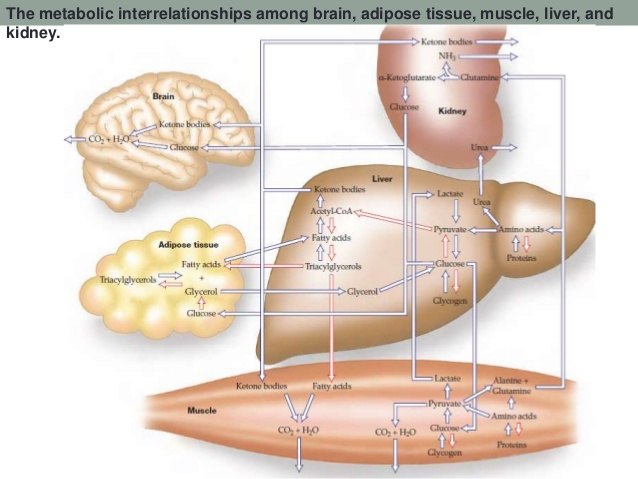 The metabolic interrelationships among brain, adipose tissue, muscle, liver, and
kidney.
Ketone bodies
NH3
α-Ketoglutarate
Glutamine
Glucose
Kidney
Urea
Brain
Ketone bodies
CO2 + H2O
Glucose
Liver
Ketone bodies
Acetyl-CoA
Fatty acids
Triacylglycerols
Glycerol
Lactate
Pyruvate
Glucose
Glycogen
Urea
Amino acids
Proteins
Adipose tissue
Fatty acids
Triacylglycerols
+
Glycerol
Glucose
Muscle
Ketone bodies
Fatty acids
CO2 + H2O
Lactate
Pyruvate
CO2 + H2O
Glucose
Glycogen
Alanine +
Glutamine
Amino acids
Proteins